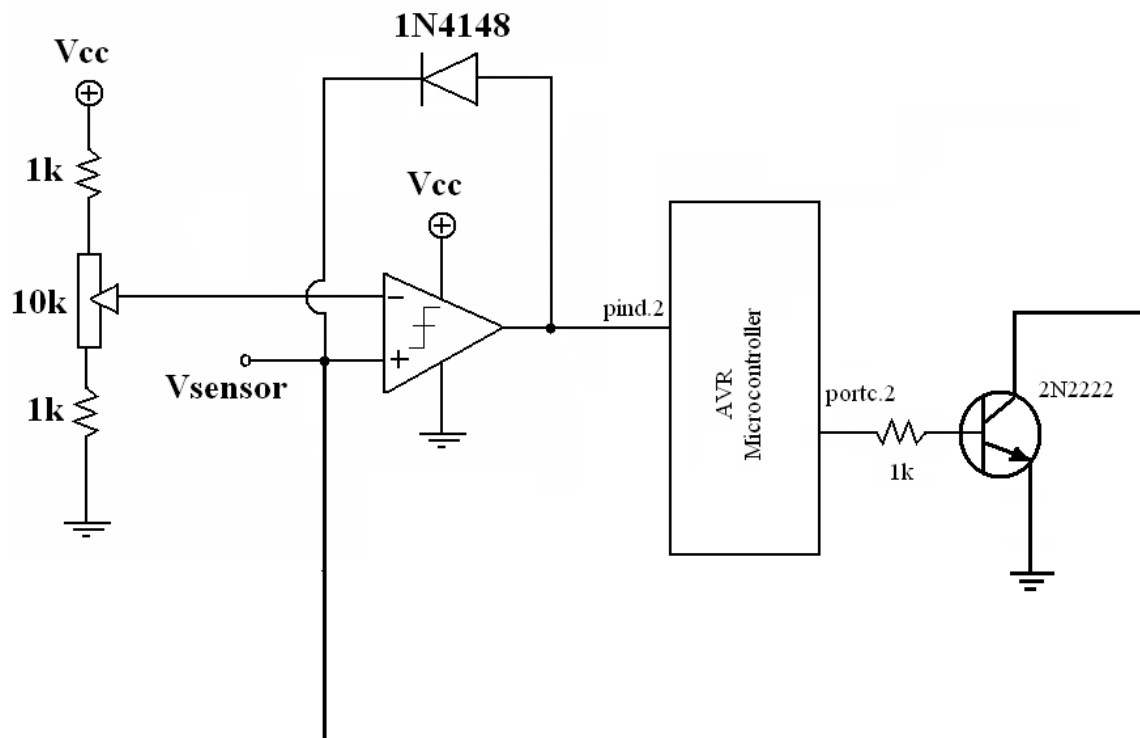 1N4148
Vcc
1k
Vcc
10k
−
+
Vsensor
1k
pind.2
AVR
Microcontroller
portc.2
1k
2N2222